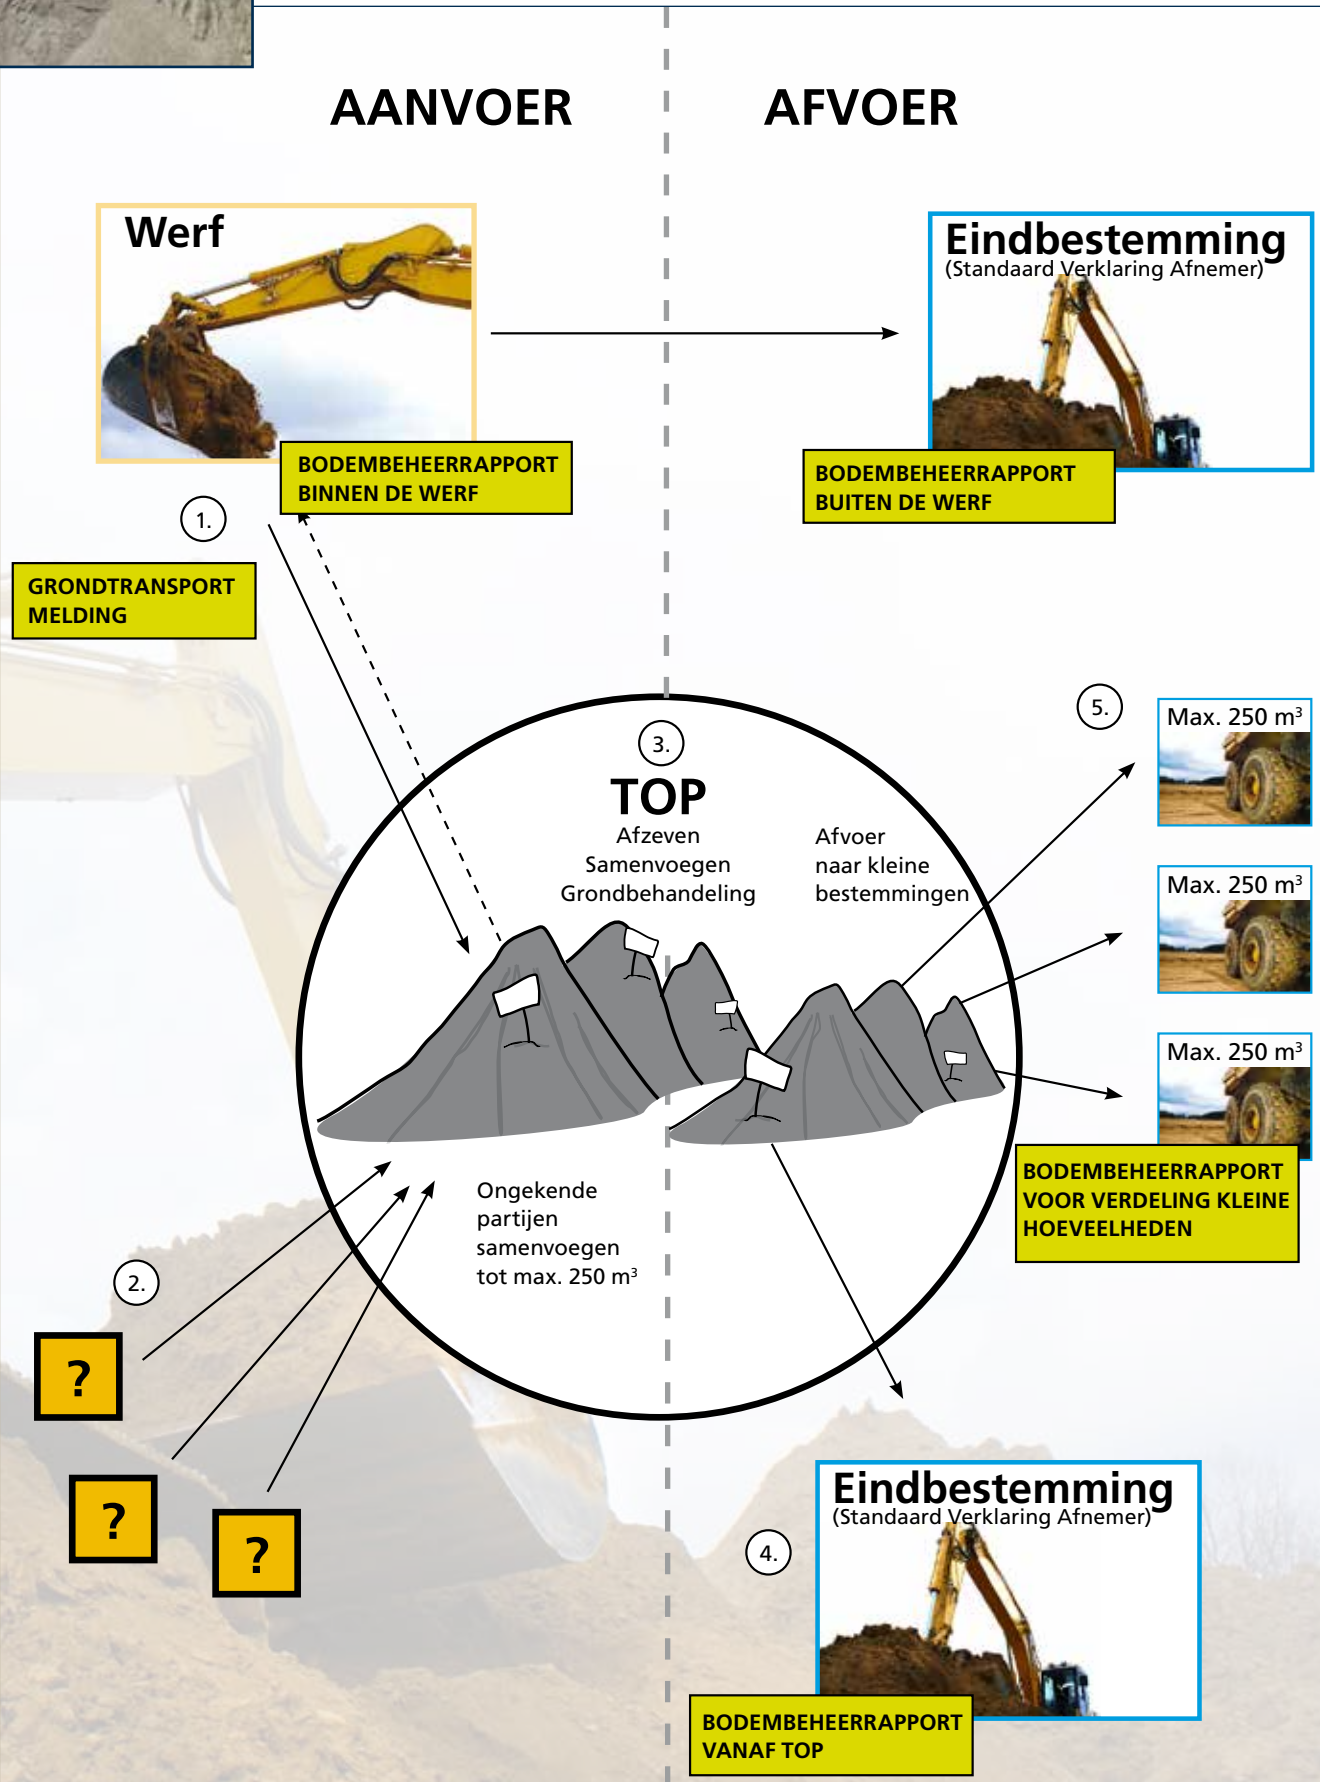 AANVOER
AFVOER
Werf
Eindbestemming
(Standaard Verklaring Afnemer)
BODEMBEHEERRAPPORT
BINNEN DE WERF
BODEMBEHEERRAPPORT
BUITEN DE WERF
1.
GRONDTRANSPORT
MELDING
3.
TOP
Afzeven
Samenvoegen
Grondbehandeling
Afvoer
naar kleine
bestemmingen
5.
Max. 250 m³
Max. 250 m³
Max. 250 m³
BODEMBEHEERRAPPORT
VOOR VERDELING KLEINE
HOEVEELHEDEN
Ongekende
partijen
samenvoegen
tot max. 250 m³
2.
?
?
?
4.
Eindbestemming
(Standaard Verklaring Afnemer)
BODEMBEHEERRAPPORT
VANAF TOP